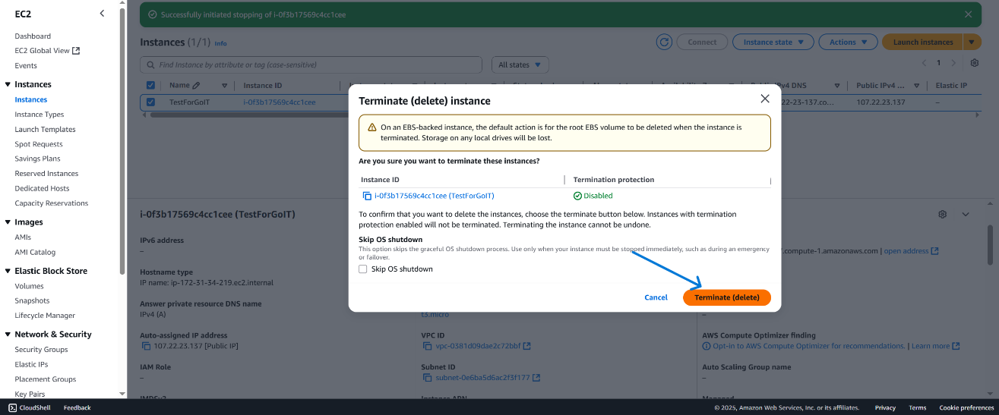 EC2
Dashboard
EC2 Global View
Events
Instances
Instances
Instance Types
Launch Templates
Spot Requests
Savings Plans
Reserved Instances
Dedicated Hosts
Capacity Reservations
Images
AMIs
AMI Catalog
Elastic Block Store
Volumes
Snapshots
Lifecycle Manager
Network & Security
Security Groups
Elastic IPs
Placement Groups
Key Pairs
Successfully initiated stopping of i-0f3b17569c4cc1cee
Instances (1/1) Info
Connect Instance state Actions Launch instances
Find Instance by attribute or tag (case-sensitive) All states 1
Name Instance ID Public IPv4 ... Elastic IP
TestForGoIT i-0f3b17569c4cc1cee 22-23-137.co... 107.22.23.137 –
Terminate (delete) instance
On an EBS-backed instance, the default action is for the root EBS volume to be deleted when the instance is
terminated. Storage on any local drives will be lost.
Are you sure you want to terminate these instances?
Instance ID Termination protection
i-0f3b17569c4cc1cee (TestForGoIT) Disabled
To confirm that you want to delete the instances, choose the terminate button below. Instances with termination
protection enabled will not be terminated. Terminating the instance cannot be undone.
Skip OS shutdown
This option skips the graceful OS shutdown process. Use only when your instance must be stopped immediately, such as during an emergency
or failover.
Skip OS shutdown
Cancel Terminate (delete)
i-0f3b17569c4cc1cee (TestForGoIT)
IPv6 address
–
.compute-1.amazonaws.com | open address
Hostname type
IP name: ip-172-31-34-219.ec2.internal
Answer private resource DNS name
IPv4 (A) t3.micro –
Auto-assigned IP address VPC ID AWS Compute Optimizer finding
107.22.23.137 [Public IP] vpc-0381d09dae2c72bbf Opt-in to AWS Compute Optimizer for recommendations. | Learn more
IAM Role Subnet ID Auto Scaling Group name
– subnet-0e6ba5d6ac2f3f177 –
CloudShell Feedback © 2025, Amazon Web Services, Inc. or its affiliates. Privacy Terms Cookie preferences